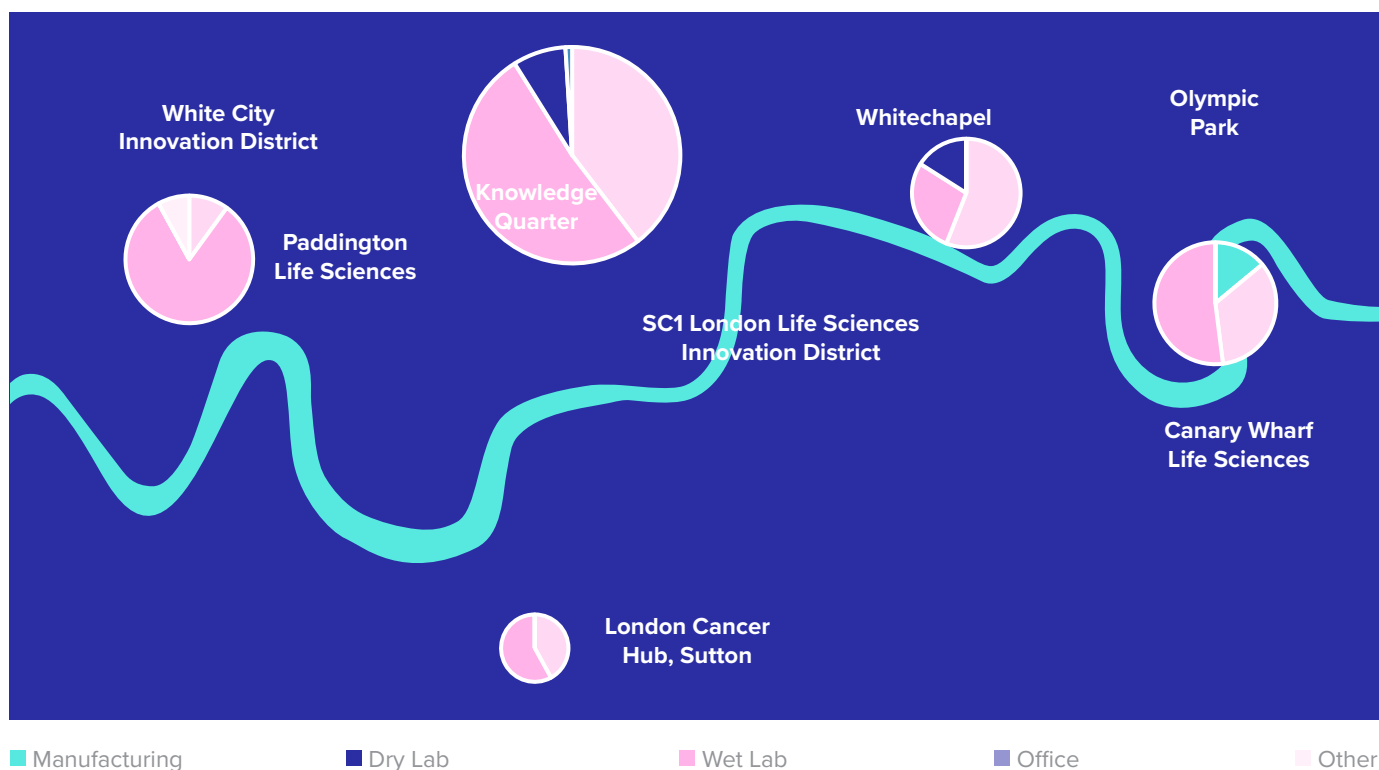 White City
Innovation District
Paddington
Life Sciences
Knowledge
Quarter
SC1 London Life Sciences
Innovation District
Whitechapel
Olympic
Park
Canary Wharf
Life Sciences
London Cancer
Hub, Sutton
Manufacturing
Dry Lab
Wet Lab
Office
Other